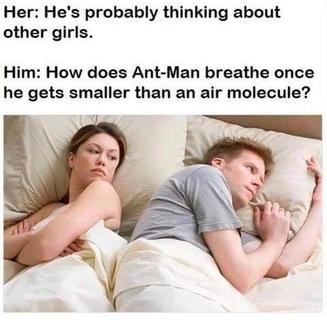 Her: He's probably thinking about
other girls.
Him: How does Ant-Man breathe once
he gets smaller than an air molecule?